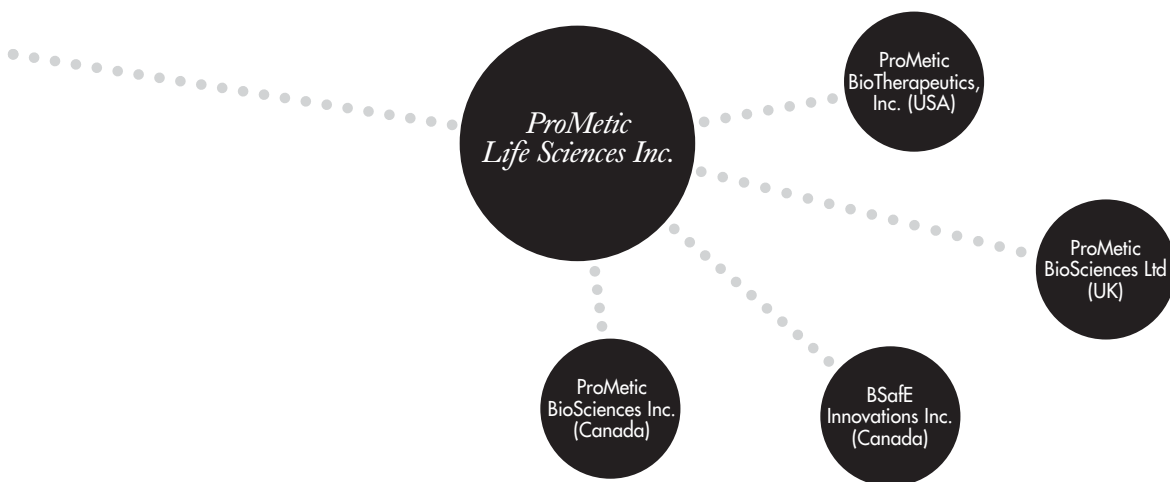 ProMetic
Life Sciences Inc.
ProMetic
BioTherapeutics,
Inc. (USA)
ProMetic
BioSciences Ltd
(UK)
ProMetic
BioSciences Inc.
(Canada)
BSafE
Innovations Inc.
(Canada)